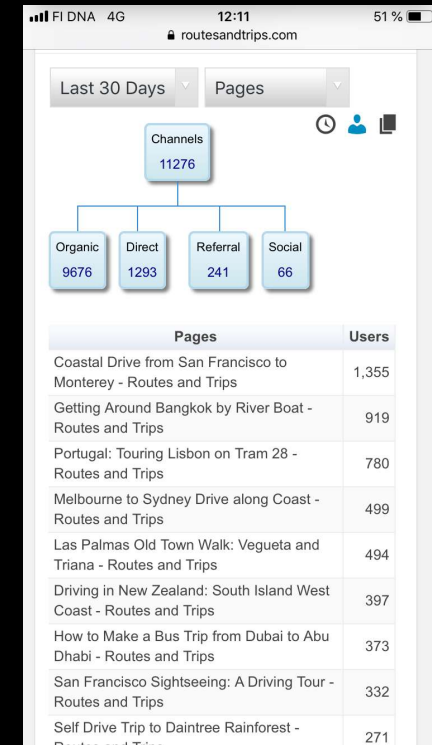 FI DNA 4G 12:11 51 %
routesandtrips.com
Last 30 Days Pages
Channels
11276
Organic Direct Referral Social
9676 1293 241 66
Pages Users
Coastal Drive from San Francisco to
Monterey - Routes and Trips 1,355
Getting Around Bangkok by River Boat -
Routes and Trips 919
Portugal: Touring Lisbon on Tram 28 -
Routes and Trips 780
Melbourne to Sydney Drive along Coast -
Routes and Trips 499
Las Palmas Old Town Walk: Vegueta and
Triana - Routes and Trips 494
Driving in New Zealand: South Island West
Coast - Routes and Trips 397
How to Make a Bus Trip from Dubai to Abu
Dhabi - Routes and Trips 373
San Francisco Sightseeing: A Driving Tour -
Routes and Trips 332
Self Drive Trip to Daintree Rainforest -
271